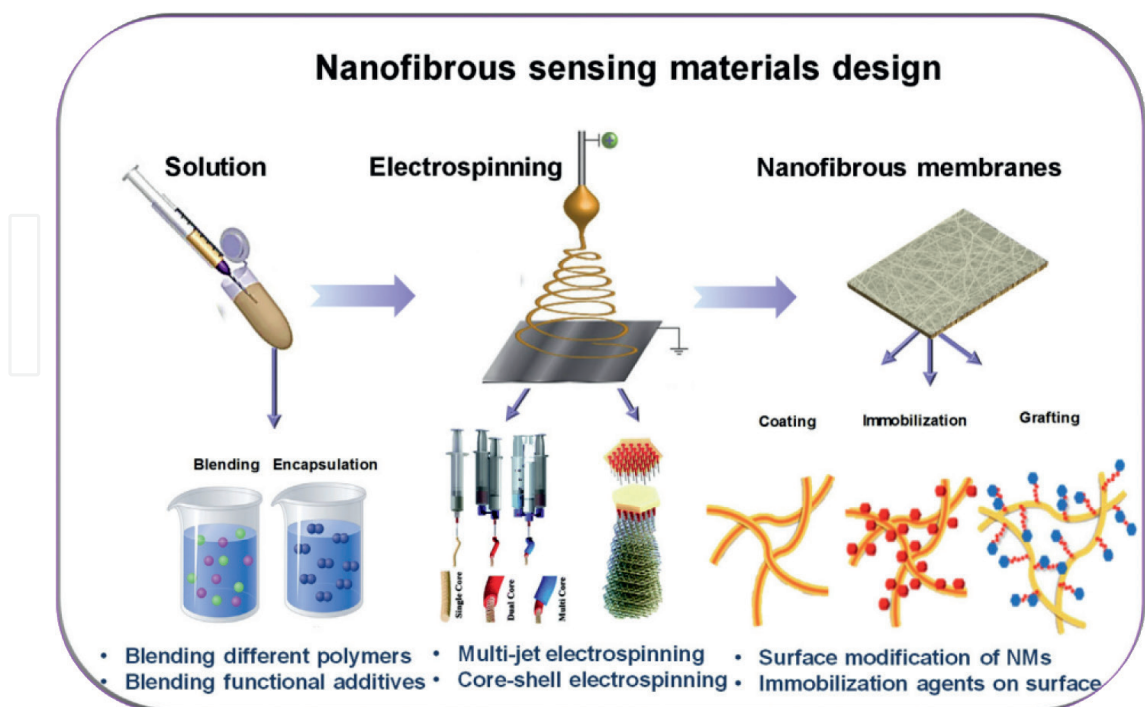 Nanofibrous sensing materials design
Solution
Electrospinning
Nanofibrous membranes
Blending
Encapsulation
Single Core
Dual Core
Multi Core
Coating
Immobilization
Grafting
• Blending different polymers
• Blending functional additives
• Multi-jet electrospinning
• Core-shell electrospinning
• Surface modification of NMs
• Immobilization agents on surface